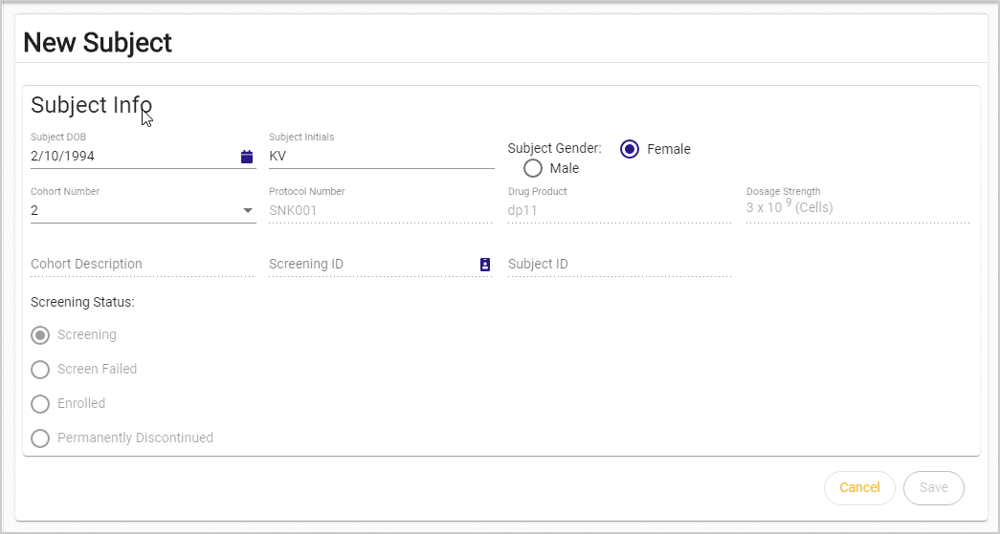 New Subject
Subject Info
Subject DOB
2/10/1994
Subject Initials
KV
Subject Gender:
Female
Male
Cohort Number
2
Protocol Number
SNK001
Drug Product
dp11
Dosage Strength
3 x 10 9 (Cells)
Cohort Description
Screening ID
Subject ID
Screening Status:
Screening
Screen Failed
Enrolled
Permanently Discontinued
Cancel
Save